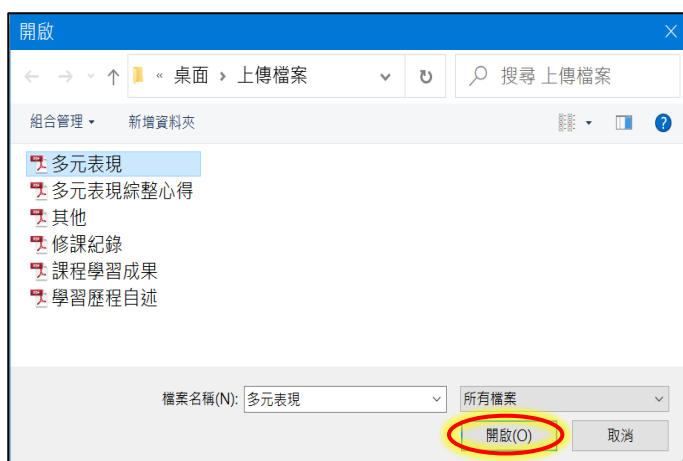 開啟
« 桌面 › 上傳檔案
搜尋 上傳檔案
組合管理
新增資料夾
多元表現
多元表現綜整心得
其他
修課紀錄
課程學習成果
學習歷程自述
檔案名稱(N): 多元表現
所有檔案
開啟(O)
取消